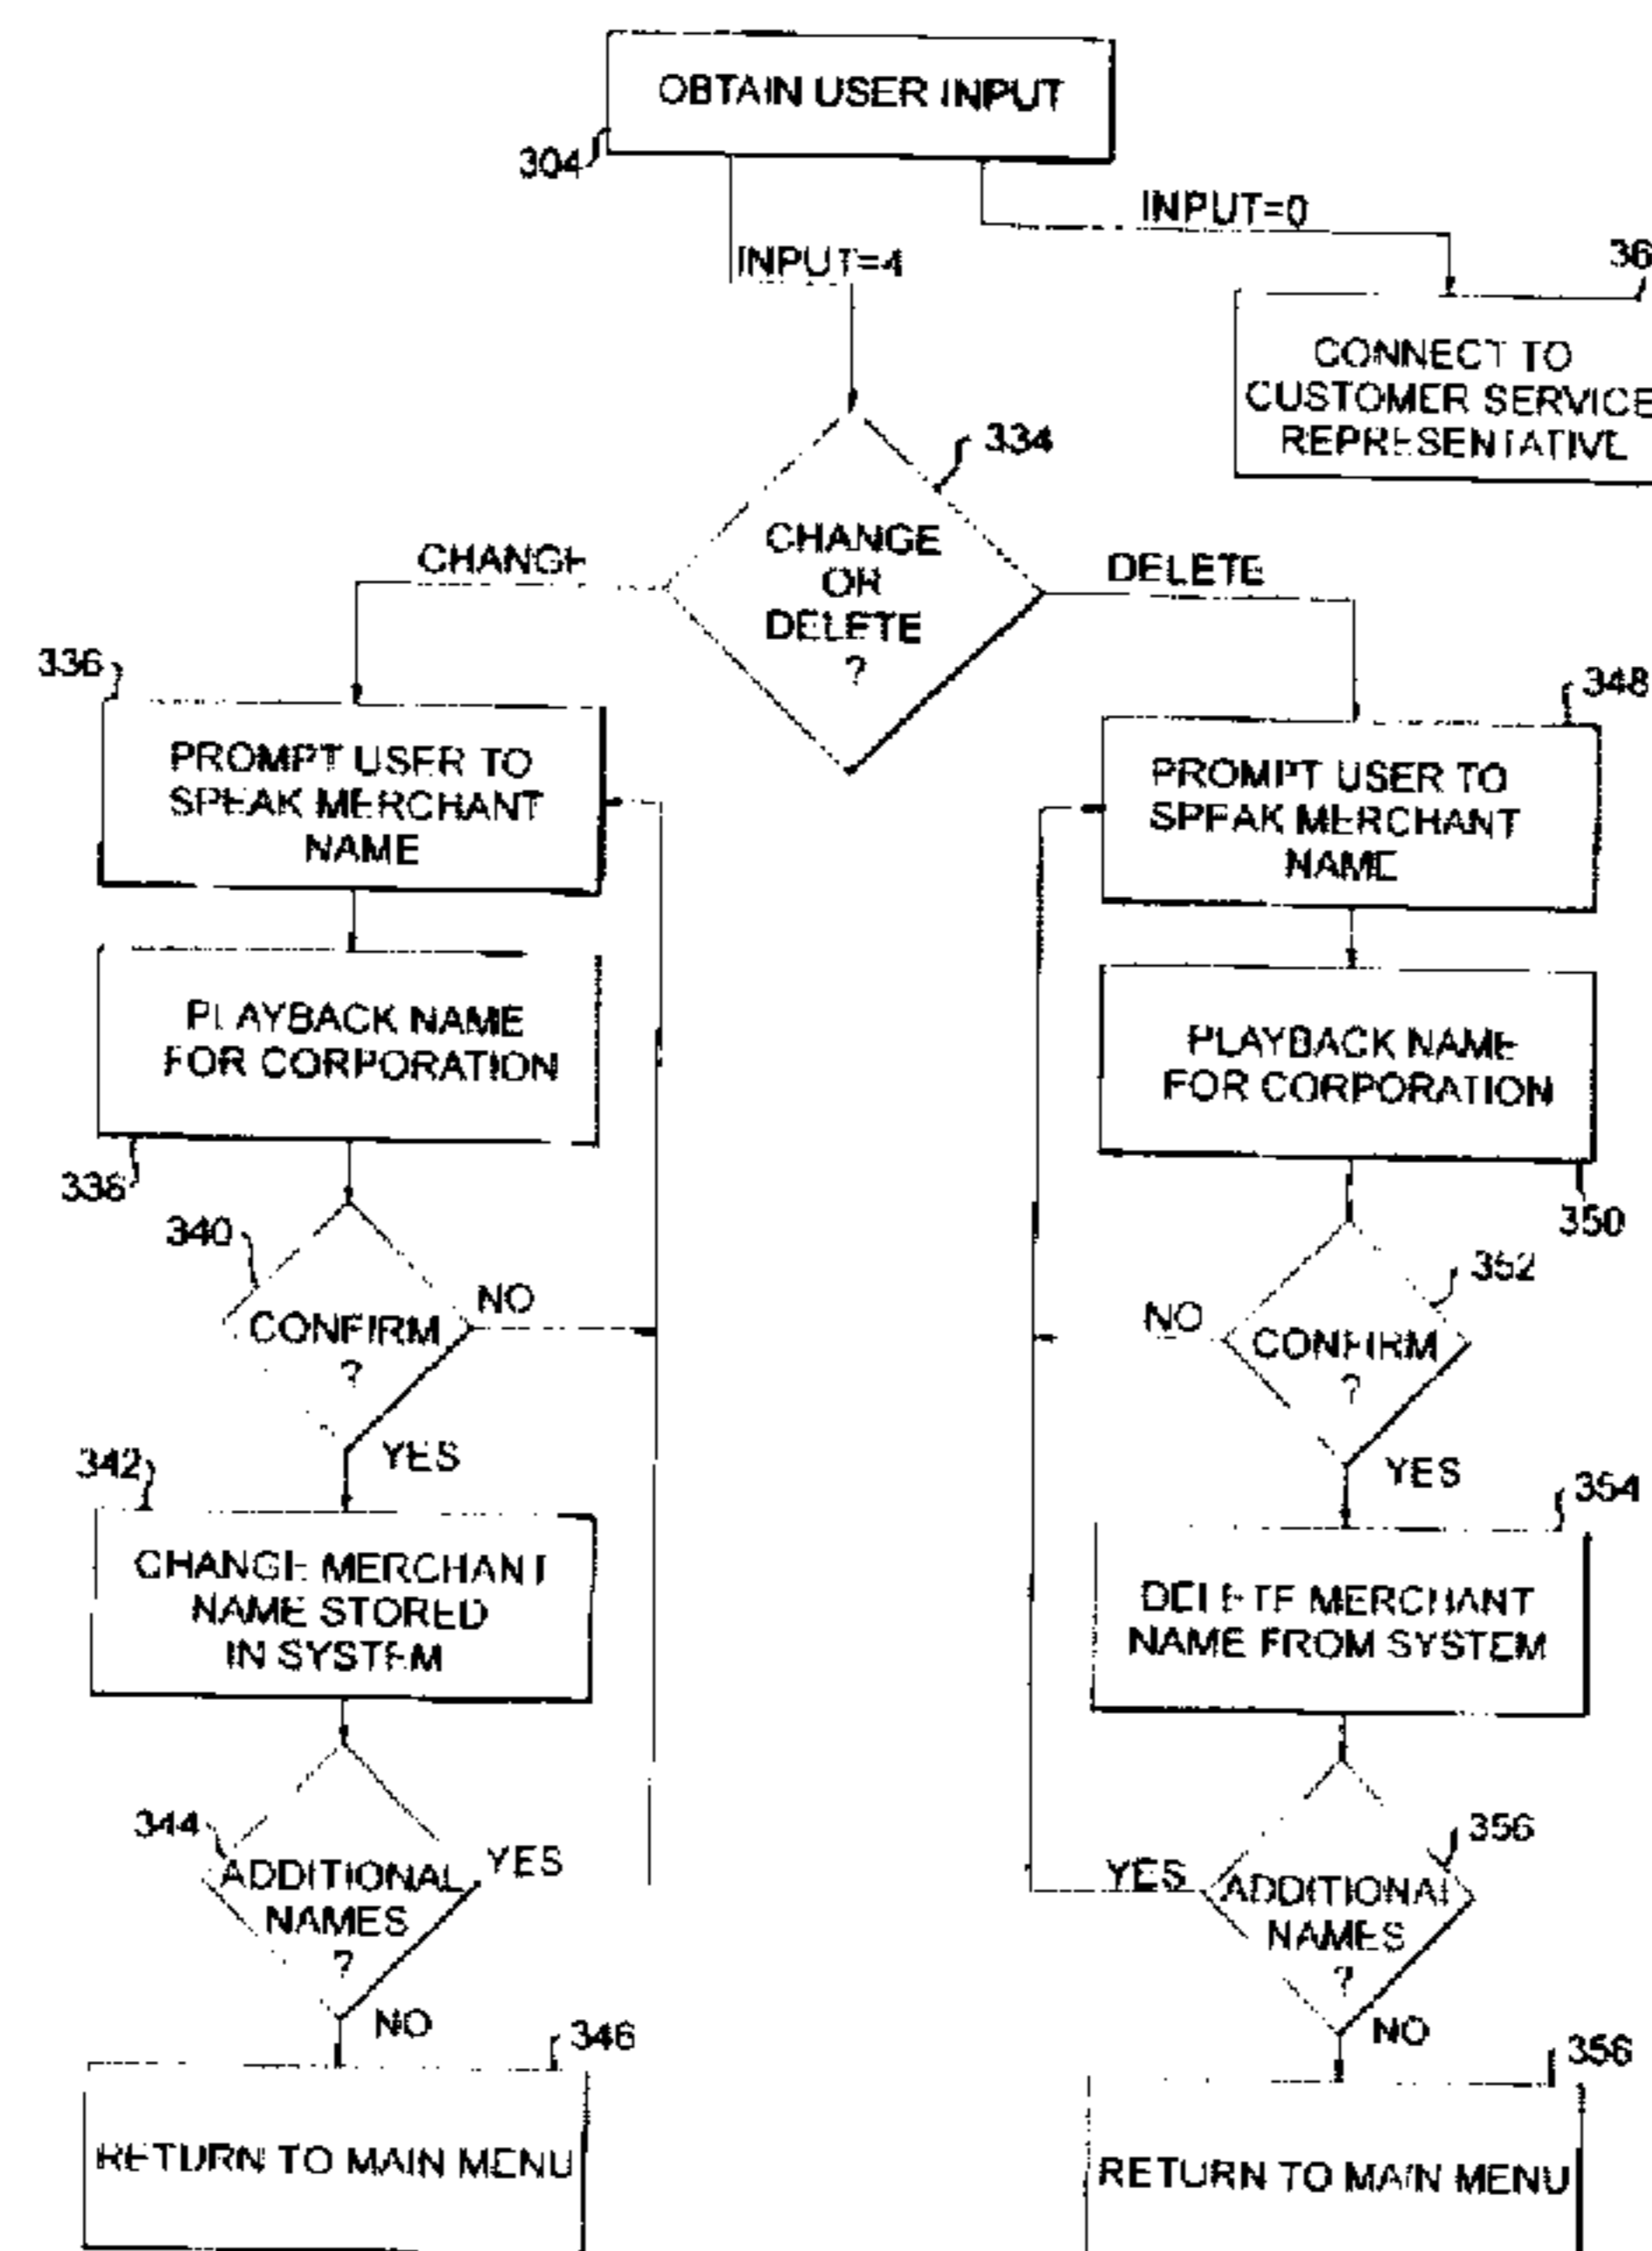 OBTAIN USER INPUT
304
INPUT=0
INPUT=4
36
CONNECT TO
CUSTOMER SERVICE
REPRESENTATIVE
334
CHANGE
OR
DELETE
?
CHANGE
DELETE
336
PROMPT USER TO
SPEAK MERCHANT
NAME
348
PROMPT USER TO
SPEAK MERCHANT
NAME
PLAYBACK NAME
FOR CORPORATION
338
PLAYBACK NAME
FOR CORPORATION
350
340
CONFIRM
?
NO
YES
352
NO
CONFIRM
?
YES
342
CHANGE MERCHANT
NAME STORED
IN SYSTEM
354
DELETE MERCHANT
NAME FROM SYSTEM
344
ADDITIONAL
NAMES
?
YES
NO
356
YES
ADDITIONAL
NAMES
?
NO
346
RETURN TO MAIN MENU
356
RETURN TO MAIN MENU